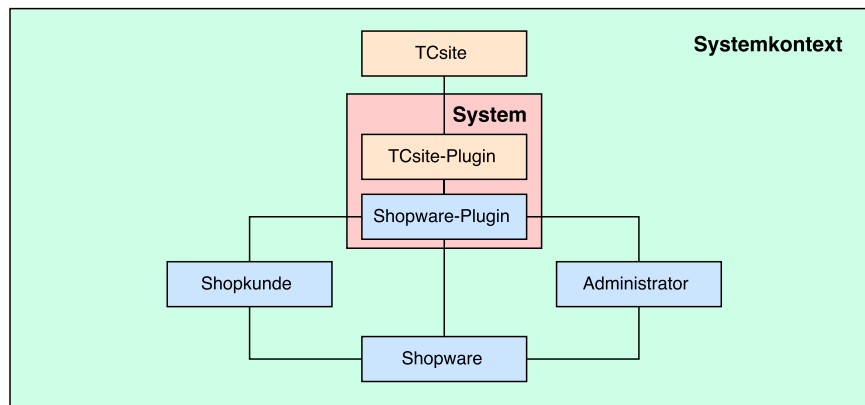 TCsite
Systemkontext
System
TCsite-Plugin
Shopware-Plugin
Shopkunde
Administrator
Shopware